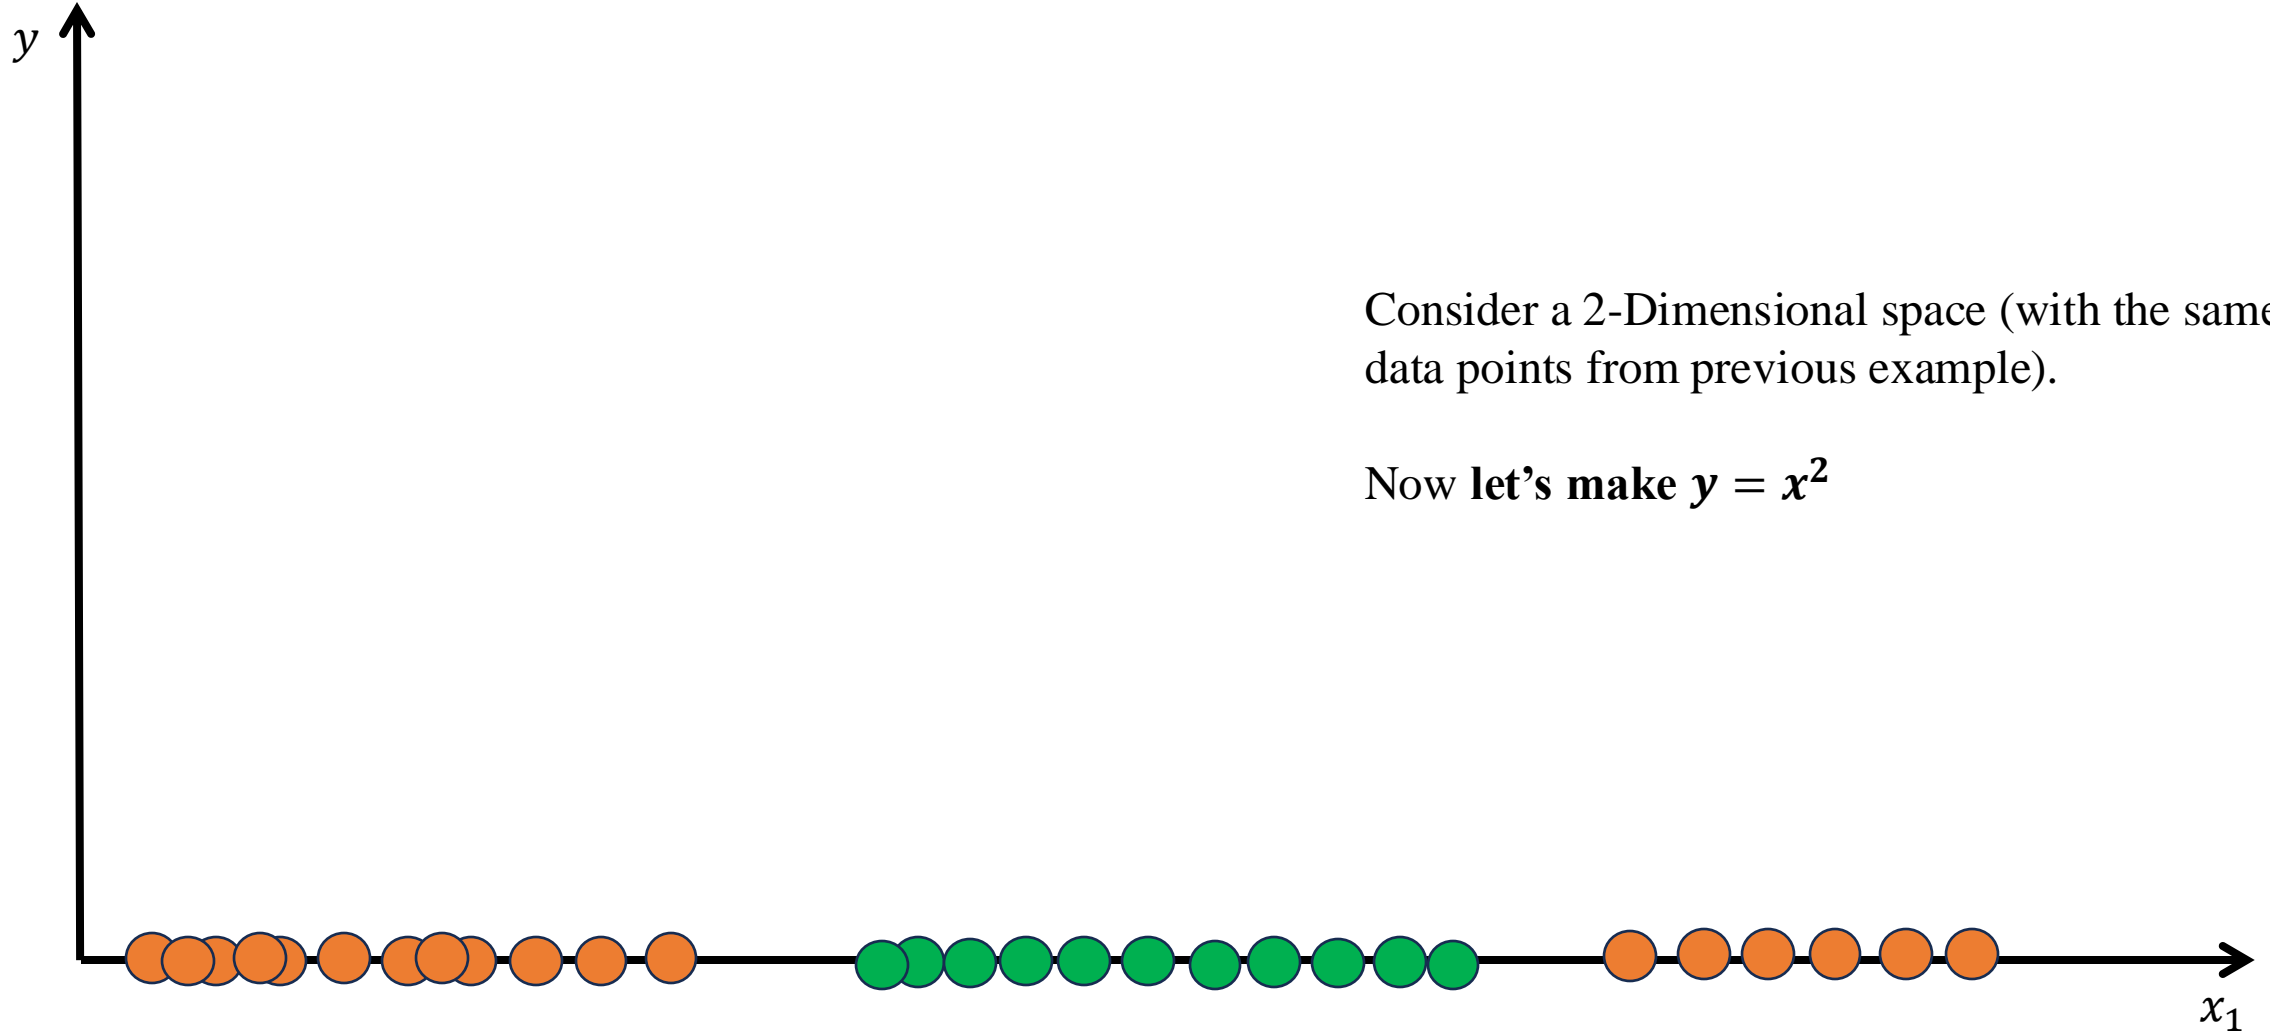 y
Consider a 2-Dimensional space (with the same
data points from previous example).
Now let’s make y = x²
x₁